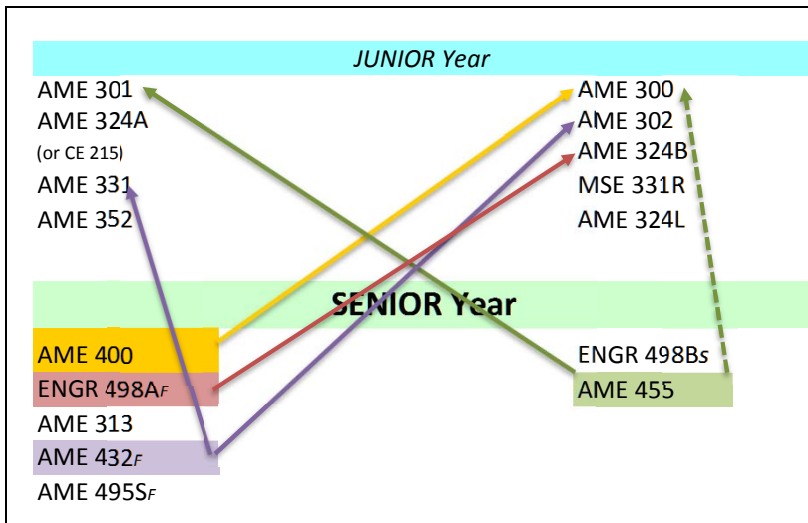 JUNIOR Year
AME 301
AME 324A
(or CE 215)
AME 331
AME 352
AME 300
AME 302
AME 324B
MSE 331R
AME 324L
SENIOR Year
AME 400
ENGR 498AF
AME 313
AME 432F
AME 495SF
ENGR 498BS
AME 455